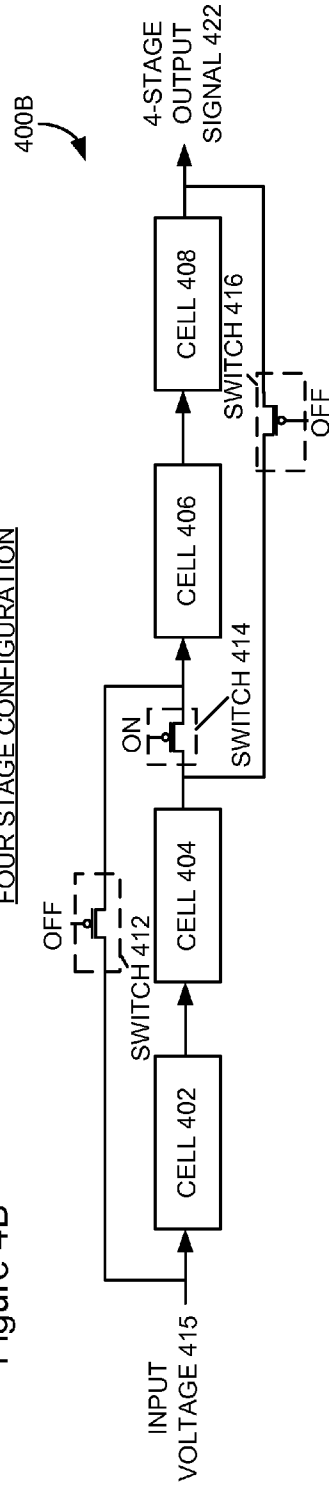 Figure 4B
FOUR STAGE CONFIGURATION
400B
INPUT
VOLTAGE 415
CELL 402
CELL 404
OFF
SWITCH 412
ON
SWITCH 414
CELL 406
CELL 408
SWITCH 416
OFF
4-STAGE
OUTPUT
SIGNAL 422